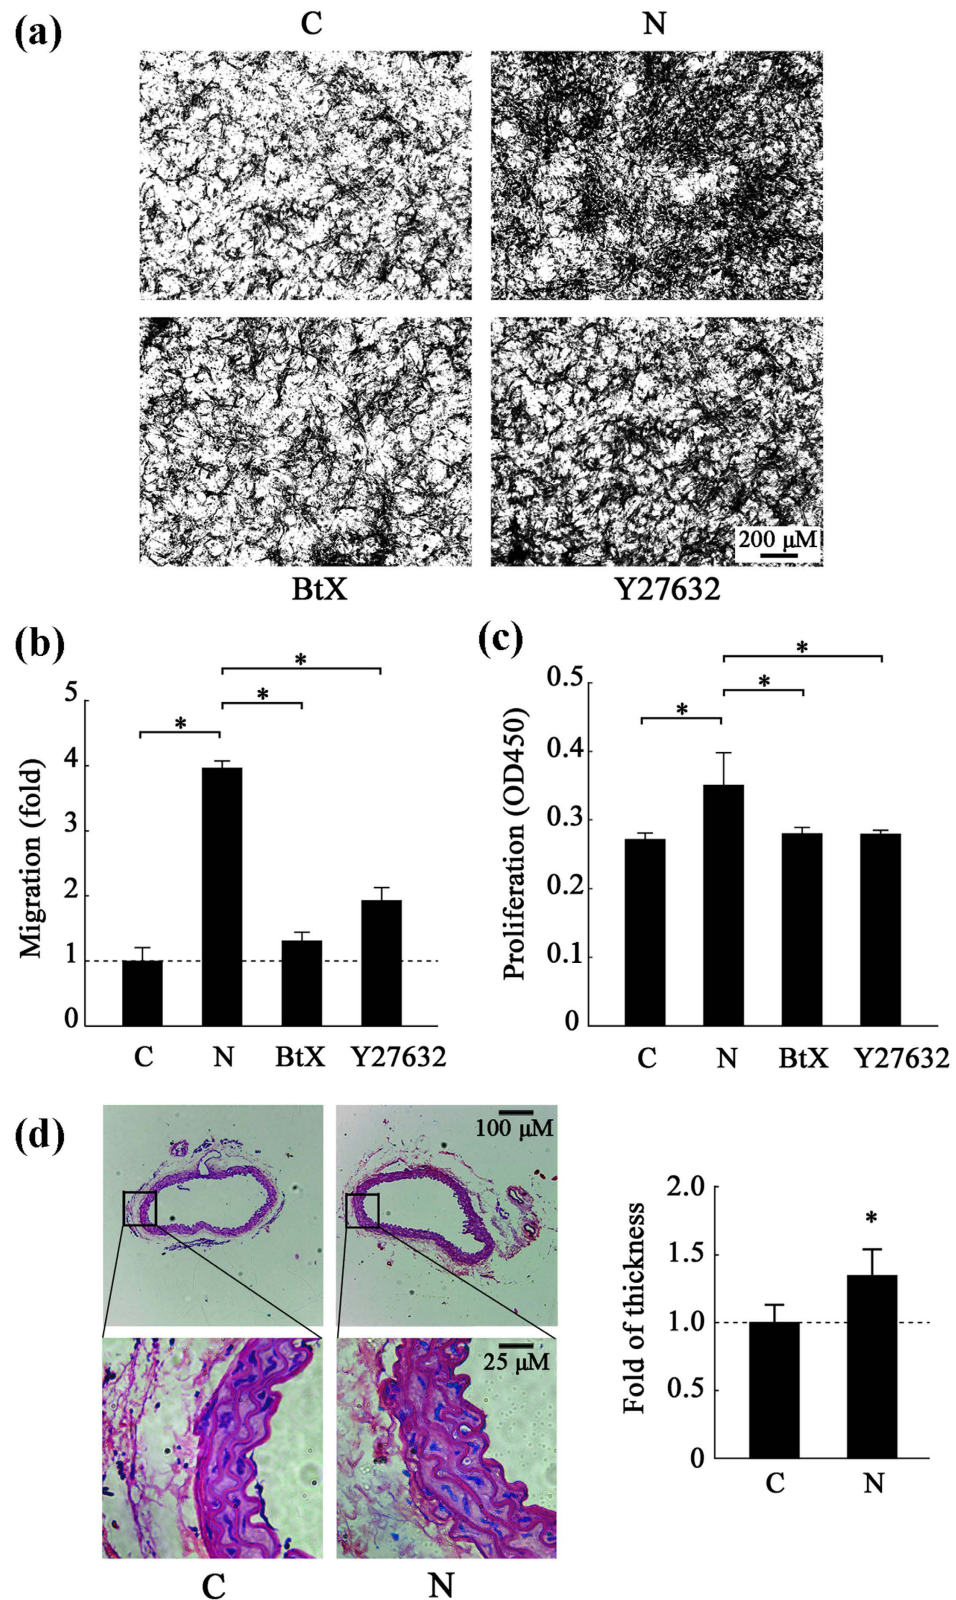 (a)
C
N
200 μM
BtX
Y27632
(b)
*
*
*
Migration (fold)
5
4
3
2
1
0
C
N
BtX
Y27632
(c)
*
*
*
Proliferation (OD450)
0.5
0.4
0.3
0.2
0.1
0
C
N
BtX
Y27632
(d)
100 μM
25 μM
C
N
Fold of thickness
2.0
1.5
1.0
0.5
0
*
C
N